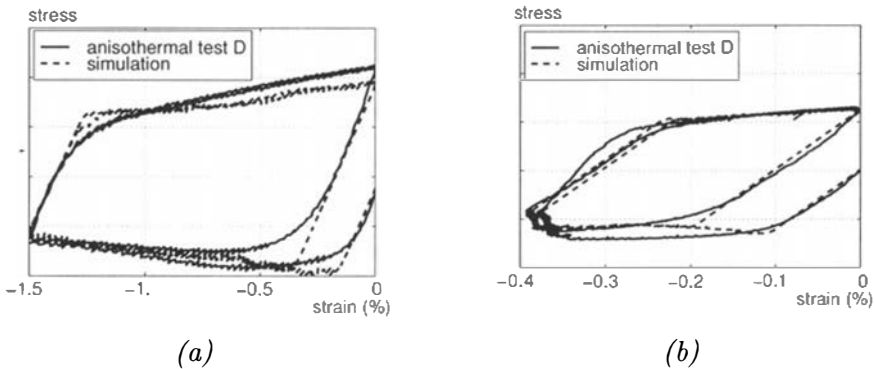 stress
anisothermal test D
simulation
−1.5
−1.
−0.5
0
strain (%)
(a)
stress
anisothermal test D
simulation
−0.4
−0.3
−0.2
−0.1
0
strain (%)
(b)